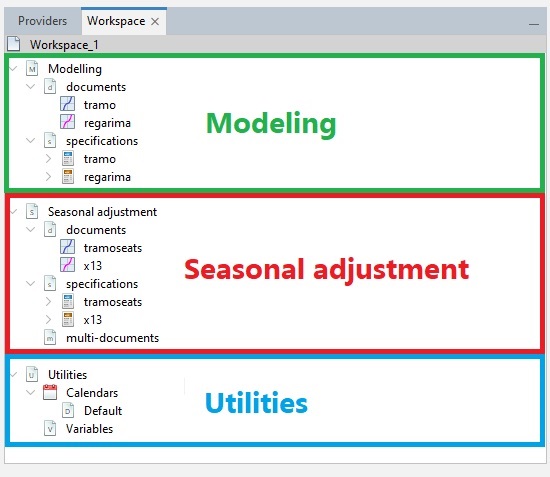 Providers Workspace
Workspace_1
M Modelling
d documents
tramo
regarima
s specifications
tramo
regarima
Modeling
S Seasonal adjustment
d documents
tramoseats
x13
s specifications
tramoseats
x13
m multi-documents
Seasonal adjustment
U Utilities
Calendars
D Default
V Variables
Utilities